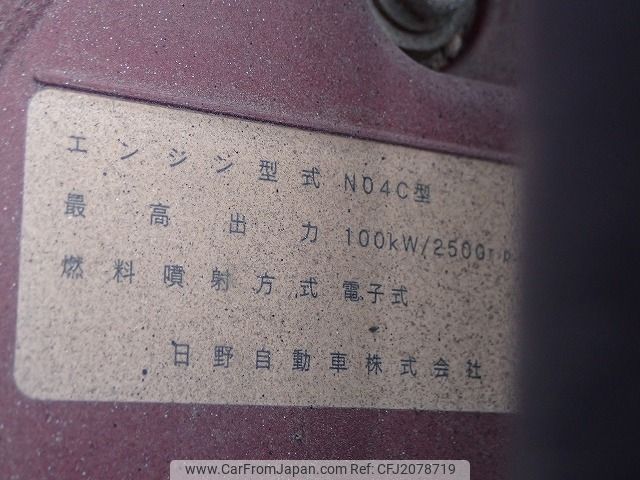 エンジン型式 N04C型
最高出力 100kW/2500r.p
燃料噴射方式 電子式
日野自動車株式会社
www.CarFromJapan.com | CFJ2078719